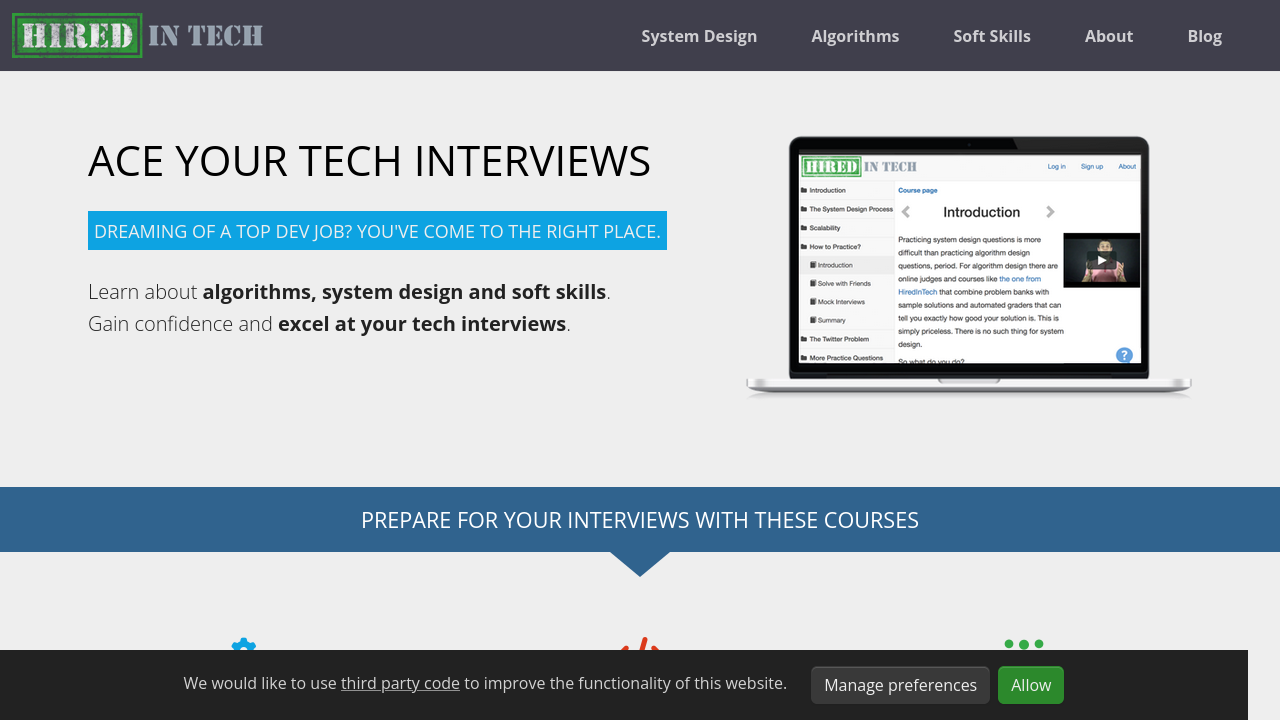 HIRED IN TECH
System Design
Algorithms
Soft Skills
About
Blog
ACE YOUR TECH INTERVIEWS
DREAMING OF A TOP DEV JOB? YOU'VE COME TO THE RIGHT PLACE.
Learn about algorithms, system design and soft skills.
Gain confidence and excel at your tech interviews.
HIRED IN TECH
Log in
Sign up
About
Introduction
The System Design Process
Scalability
How to Practice?
Introduction
Solve with Friends
Mock Interviews
Summary
The Twitter Problem
More Practice Questions
Course page
Introduction
Practicing system design questions is more
difficult than practicing algorithm design
questions, period. For algorithm design there are
online judges and courses like the one from
HiredInTech that combine problem banks with
sample solutions and automated graders that can
tell you exactly how good your solution is. This is
simply priceless. There is no such thing for system
design.
So what do you do?
?
PREPARE FOR YOUR INTERVIEWS WITH THESE COURSES
We would like to use third party code to improve the functionality of this website.
Manage preferences
Allow